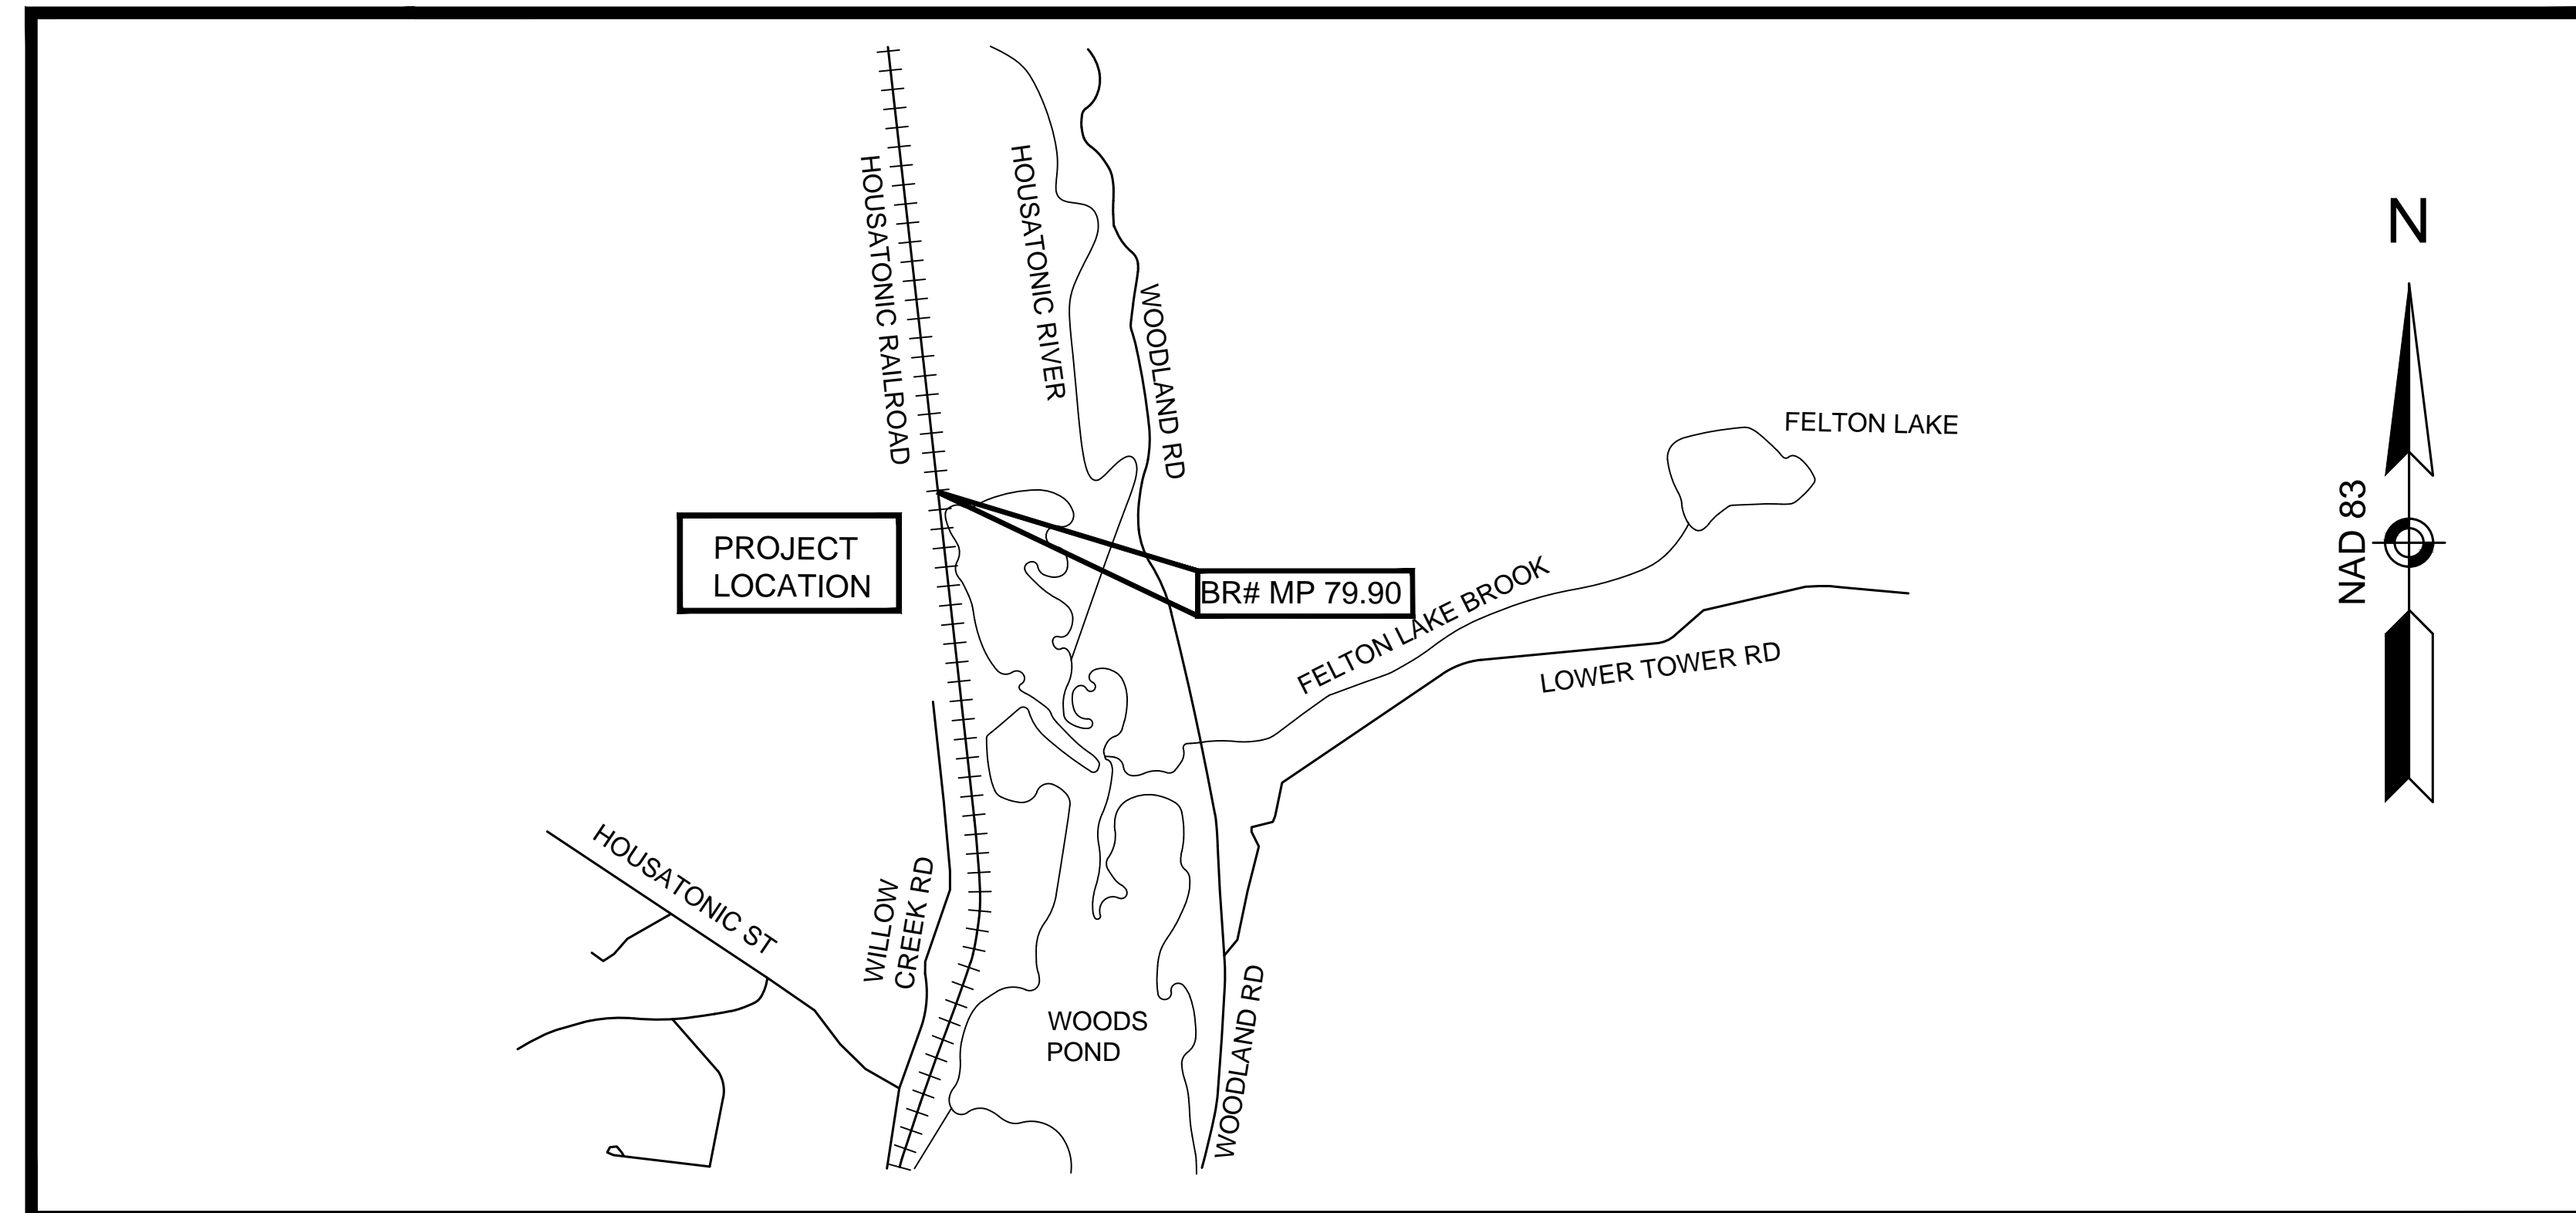 N
HOUSATONIC RAILROAD
HOUSATONIC RIVER
WOODLAND RD
FELTON LAKE
NAD 83
PROJECT
LOCATION
BR# MP 79.90
FELTON LAKE BROOK
LOWER TOWER RD
HOUSATONIC ST
WILLOW
CREEK RD
WOODS
POND
WOODLAND RD